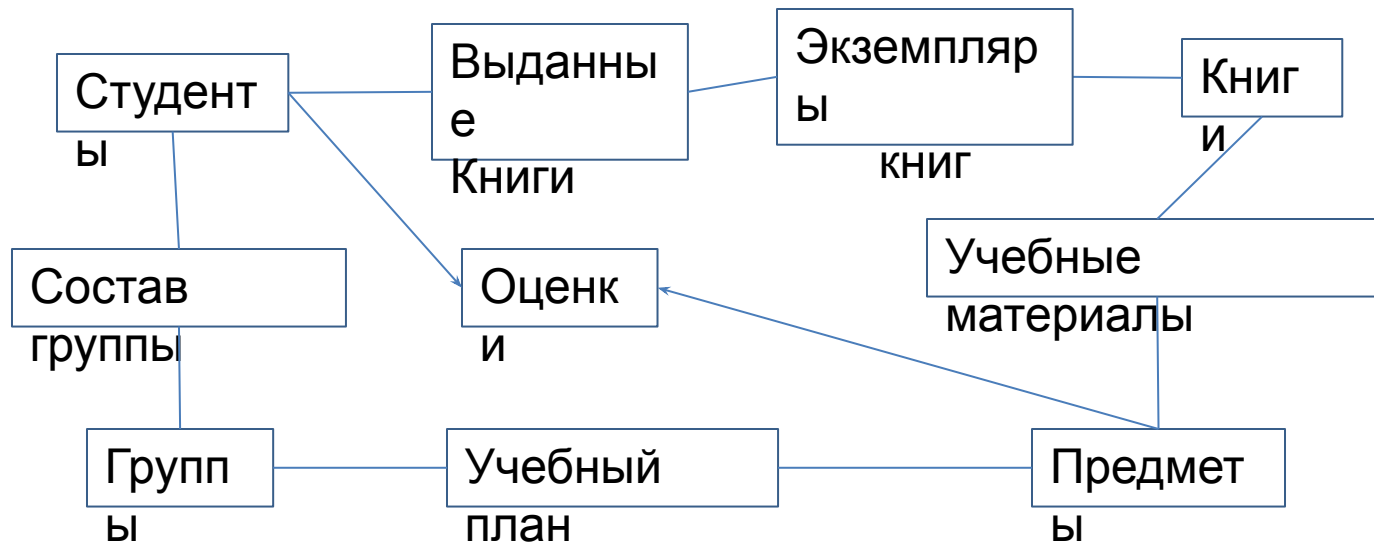 Студент
ы
Выданны
е
Книги
Экземпляр
ы
книг
Книг
и
Состав
группы
Оценк
и
Учебные
материалы
Групп
ы
Учебный
план
Предмет
ы